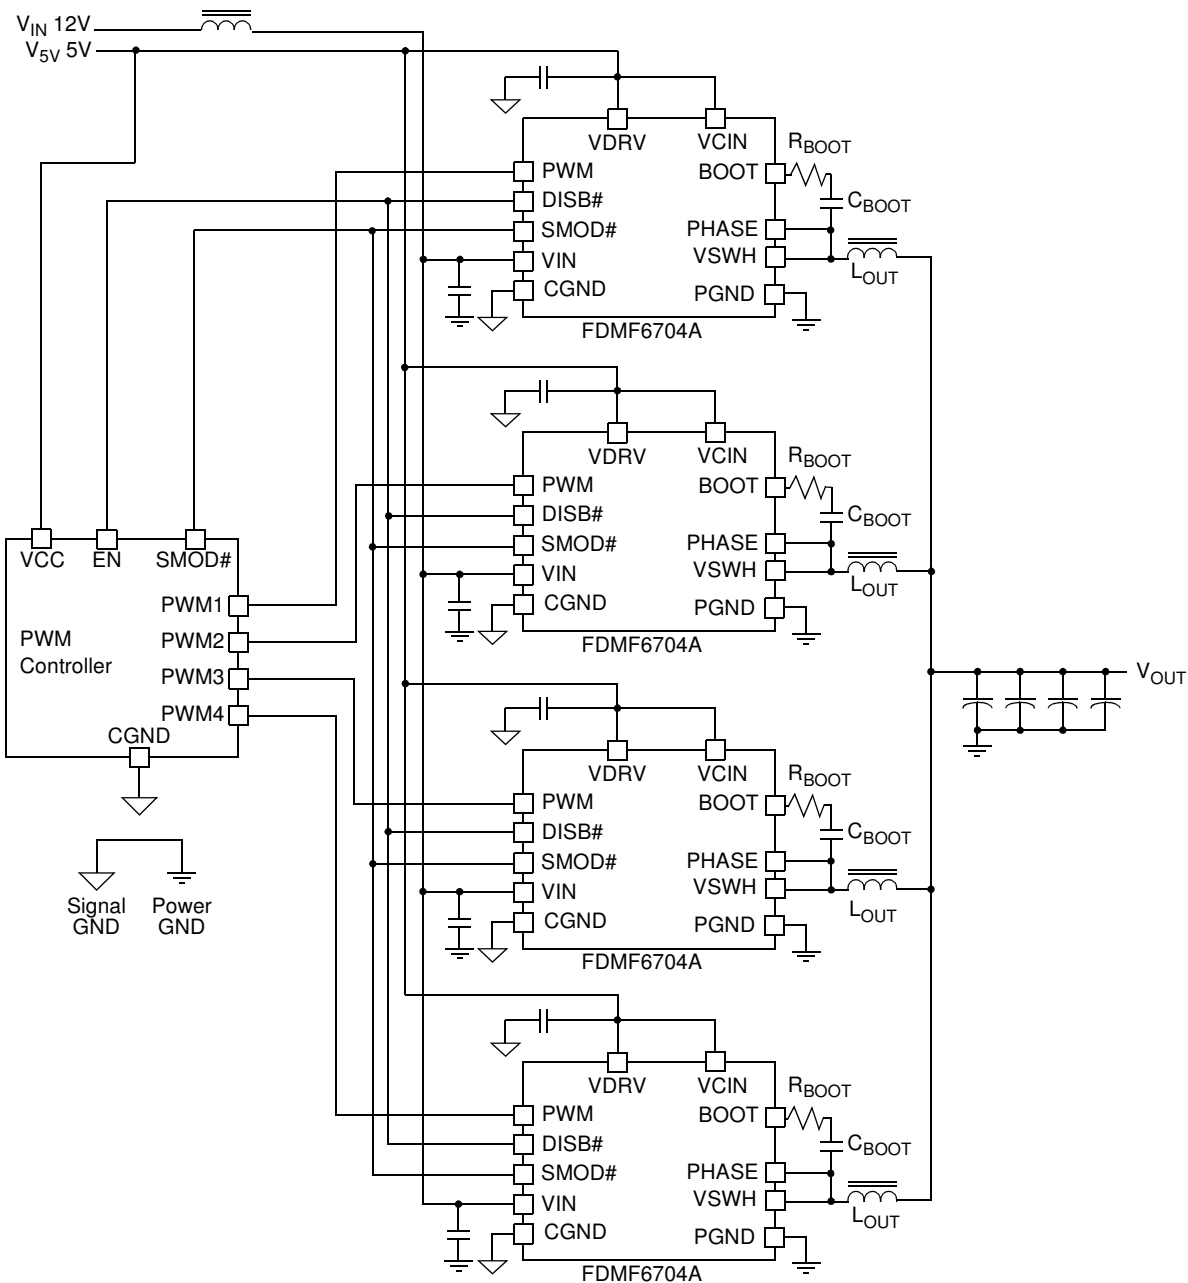 VIN 12V
V5V 5V
VDRV
VCIN
PWM
DISB#
SMOD#
VIN
CGND
BOOT
PHASE
VSWH
PGND
RBOOT
CBOOT
LOUT
FDMF6704A
VDRV
VCIN
PWM
DISB#
SMOD#
VIN
CGND
BOOT
PHASE
VSWH
PGND
RBOOT
CBOOT
LOUT
FDMF6704A
VCC
EN
SMOD#
PWM1
PWM2
PWM3
PWM4
PWM
Controller
CGND
Signal
GND
Power
GND
VOUT
VDRV
VCIN
PWM
DISB#
SMOD#
VIN
CGND
BOOT
PHASE
VSWH
PGND
RBOOT
CBOOT
LOUT
FDMF6704A
VDRV
VCIN
PWM
DISB#
SMOD#
VIN
CGND
BOOT
PHASE
VSWH
PGND
RBOOT
CBOOT
LOUT
FDMF6704A